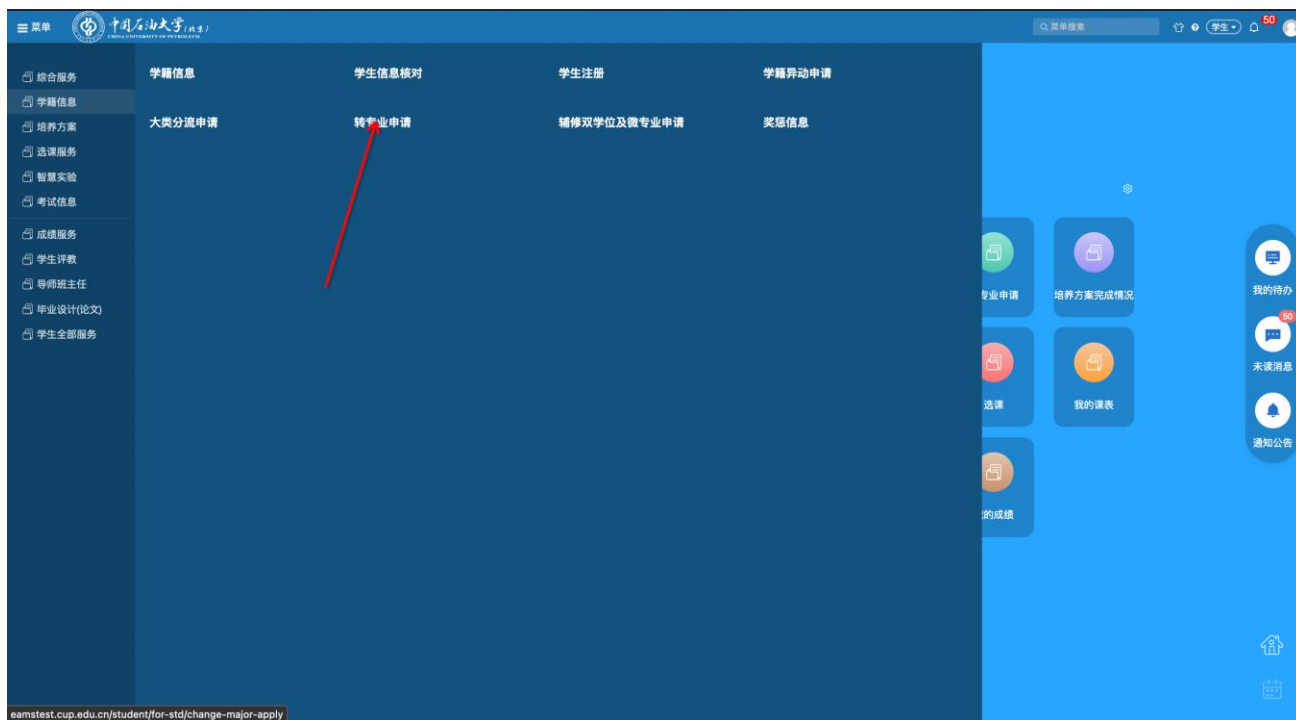 菜单
中国石油大学(北京)
CHINA UNIVERSITY OF PETROLEUM
菜单搜索
学生
50
综合服务
学籍信息
培养方案
选课服务
智慧实验
考试信息
成绩服务
学生评教
导师班主任
毕业设计(论文)
学生全部服务
学籍信息
学生信息核对
学生注册
学籍异动申请
大类分流申请
转专业申请
辅修双学位及微专业申请
奖惩信息
专业申请
培养方案完成情况
选课
我的课表
的成绩
我的待办
50
未读消息
通知公告
eamstest.cup.edu.cn/student/for-std/change-major-apply